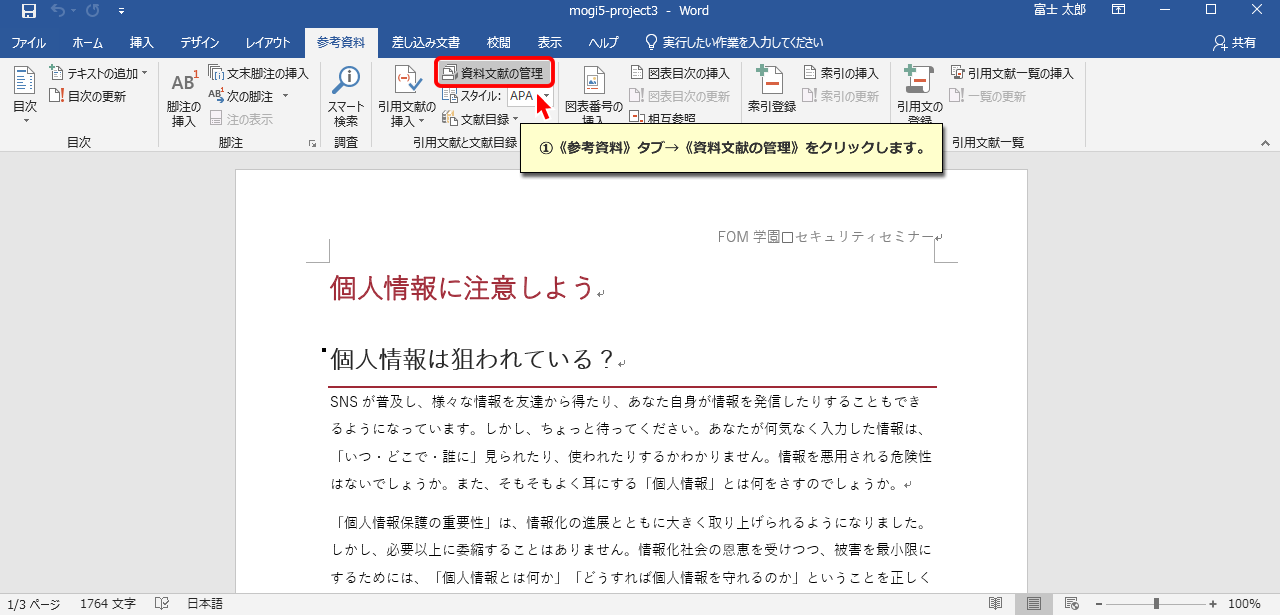 mogi5-project3 - Word
富士 太郎
ファイル ホーム 挿入 デザイン レイアウト 参考資料 差し込み文書 校閲 表示 ヘルプ 実行したい作業を入力してください 共有
目次
テキストの追加
目次の更新
目次
AB1
脚注の
挿入
文末脚注の挿入
AB1 次の脚注
注の表示
脚注
スマート
検索
調査
引用文献の
挿入
資料文献の管理
スタイル: APA
文献目録
引用文献と文献目録
図表番号の
挿入
図表目次の挿入
図表目次の更新
相互参照
索引登録
索引の挿入
索引の更新
引用文の
登録
引用文献一覧の挿入
一覧の更新
引用文献一覧
①《参考資料》タブ→《資料文献の管理》をクリックします。
FOM 学園□セキュリティセミナー
個人情報に注意しよう
個人情報は狙われている？
SNS が普及し、様々な情報を友達から得たり、あなた自身が情報を発信したりすることもでき
るようになっています。しかし、ちょっと待ってください。あなたが何気なく入力した情報は、
「いつ・どこで・誰に」見られたり、使われたりするかわかりません。情報を悪用される危険性
はないでしょうか。また、そもそもよく耳にする「個人情報」とは何をさすのでしょうか。
「個人情報保護の重要性」は、情報化の進展とともに大きく取り上げられるようになりました。
しかし、必要以上に委縮することはありません。情報化社会の恩恵を受けつつ、被害を最小限に
するためには、「個人情報とは何か」「どうすれば個人情報を守れるのか」ということを正しく
1/3 ページ 1764 文字 日本語 100%